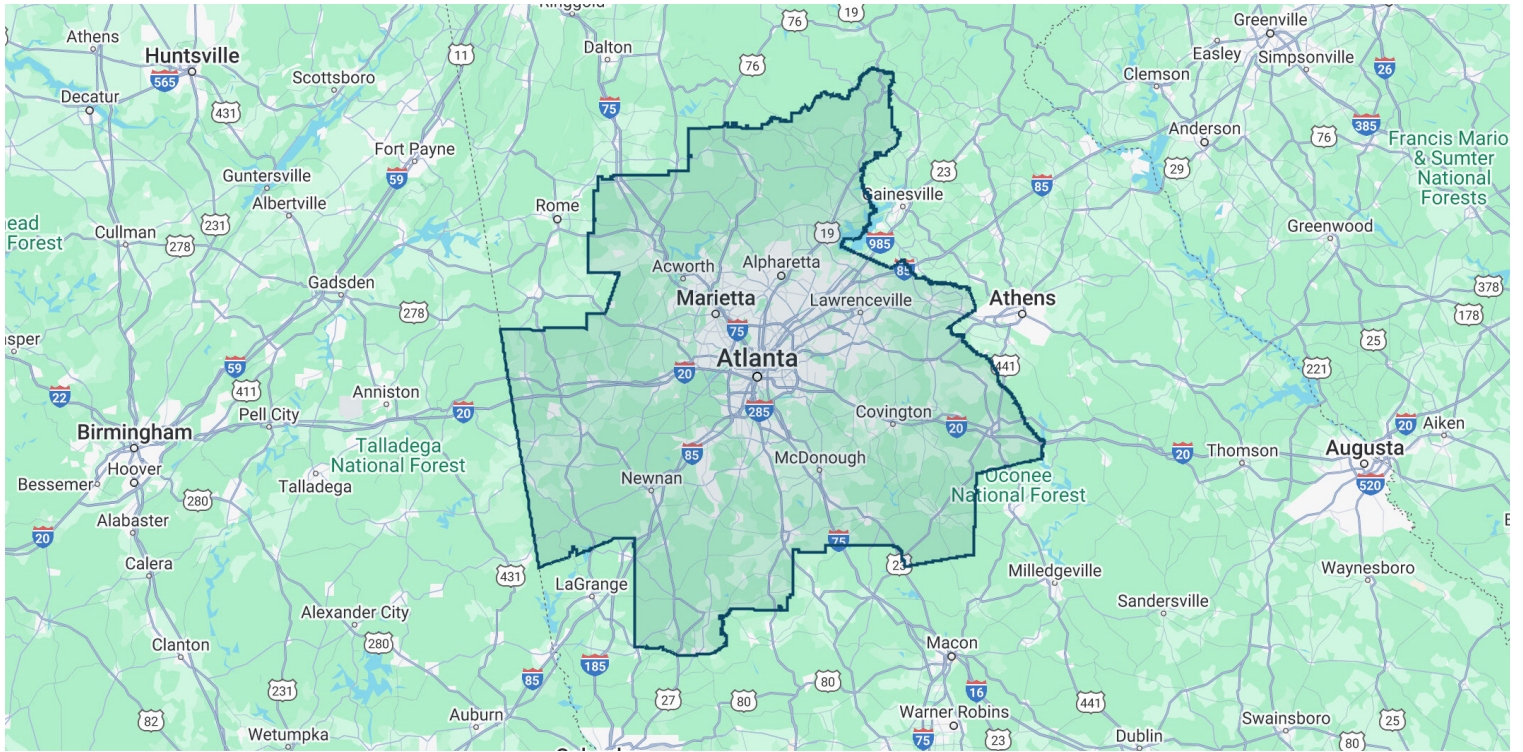 Ringgold
76
19
Greenville
Athens
Dalton
11
Easley
Huntsville
76
Simpsonville
26
565
Scottsboro
Clemson
Decatur
75
431
385
Anderson
76
Francis Mario
& Sumter
National
Forests
Fort Payne
59
23
29
Guntersville
85
Albertville
Gainesville
Rome
231
ead
Forest
Cullman
278
19
985
Greenwood
Acworth
Alpharetta
85
Gadsden
378
Marietta
Lawrenceville
Athens
278
178
75
asper
25
Atlanta
59
20
441
221
22
411
Anniston
Pell City
20
285
Covington
20
20
Aiken
Birmingham
Talladega
National Forest
85
McDonough
20
Thomson
Augusta
Hoover
Bessemer
Talladega
Newnan
Oconee
National Forest
520
280
Alabaster
20
75
Calera
431
LaGrange
23
Milledgeville
Waynesboro
Alexander City
Sandersville
Clanton
280
Macon
185
85
80
231
27
80
16
441
82
Auburn
Warner Robins
Swainsboro
25
Wetumpka
75
23
Dublin
80